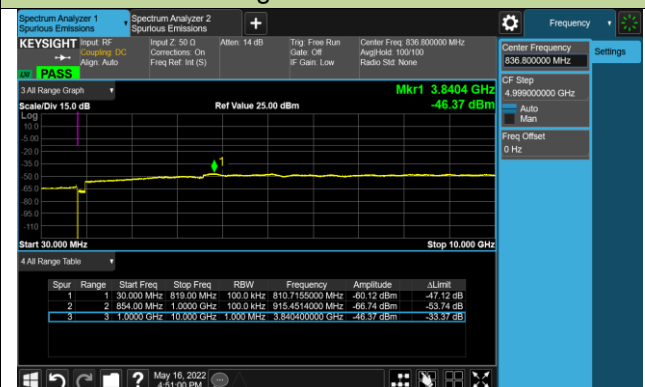 Spectrum Analyzer 1
Spurious Emissions
Spectrum Analyzer 2
Spurious Emissions
+
Frequency
KEYSIGHT
Input: RF
Coupling: DC
Align: Auto
Input Z: 50 Ω
Corrections: On
Freq Ref: Int (S)
Atten: 14 dB
Trig: Free Run
Gate: Off
IF Gain: Low
Center Freq: 836.800000 MHz
Avg|Hold: 100/100
Radio Std: None
PASS
Center Frequency
836.800000 MHz
Settings
CF Step
4.999000000 GHz
Auto
Man
Freq Offset
0 Hz
3 All Range Graph
Mkr1 3.8404 GHz
Scale/Div 15.0 dB
Ref Value 25.00 dBm
-46.37 dBm
Log
10.0
-5.00
-20.0
-35.0
-50.0
-65.0
-80.0
-95.0
-110
1
Start 30.000 MHz
Stop 10.000 GHz
4 All Range Table
Spur Range Start Freq Stop Freq RBW Frequency Amplitude ΔLimit
1 1 30.000 MHz 819.00 MHz 100.0 kHz 810.7155000 MHz -60.12 dBm -47.12 dB
2 2 854.00 MHz 1.0000 GHz 100.0 kHz 915.4514000 MHz -66.74 dBm -53.74 dB
3 3 1.0000 GHz 10.000 GHz 1.000 MHz 3.840400000 GHz -46.37 dBm -33.37 dB
?
May 16, 2022
4:51:00 PM